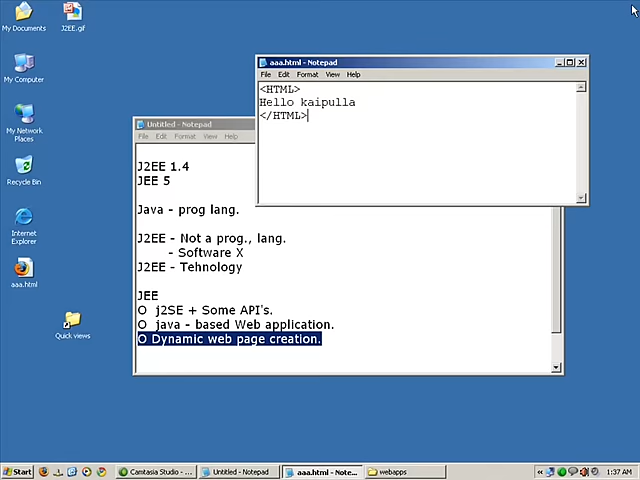 My Documents
J2EE.gif
My Computer
My Network
Places
Recycle Bin
Internet
Explorer
aaa.html
Quick views
aaa.html - Notepad
File Edit Format View Help
<HTML>
Hello kaipulla
</HTML>
Untitled - Notepad
File Edit Format View Help
J2EE 1.4
JEE 5
Java - prog lang.
J2EE - Not a prog., lang.
- Software X
J2EE - Tehnology
JEE
O j2SE + Some API's.
O java - based Web application.
O Dynamic web page creation.
Start
Camtasia Studio - ...
Untitled - Notepad
aaa.html - Note...
webapps
1:37 AM